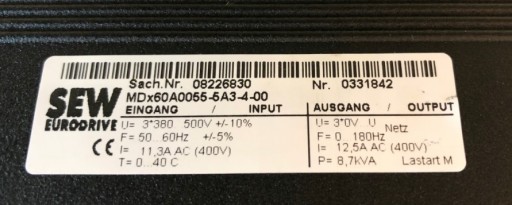 Sach.Nr. 08226830 Nr. 0331842
SEW
EURODRIVE
MDx60A0055-5A3-4-00
EINGANG / INPUT
U= 3*380 500V +/-10%
F= 50 60Hz +/-5%
I= 11,3A AC (400V)
T= 0...40 C
CE
AUSGANG / OUTPUT
U= 3*0V U Netz
F= 0 180Hz
I= 12,5A AC (400V)
P= 8,7kVA Lastart M